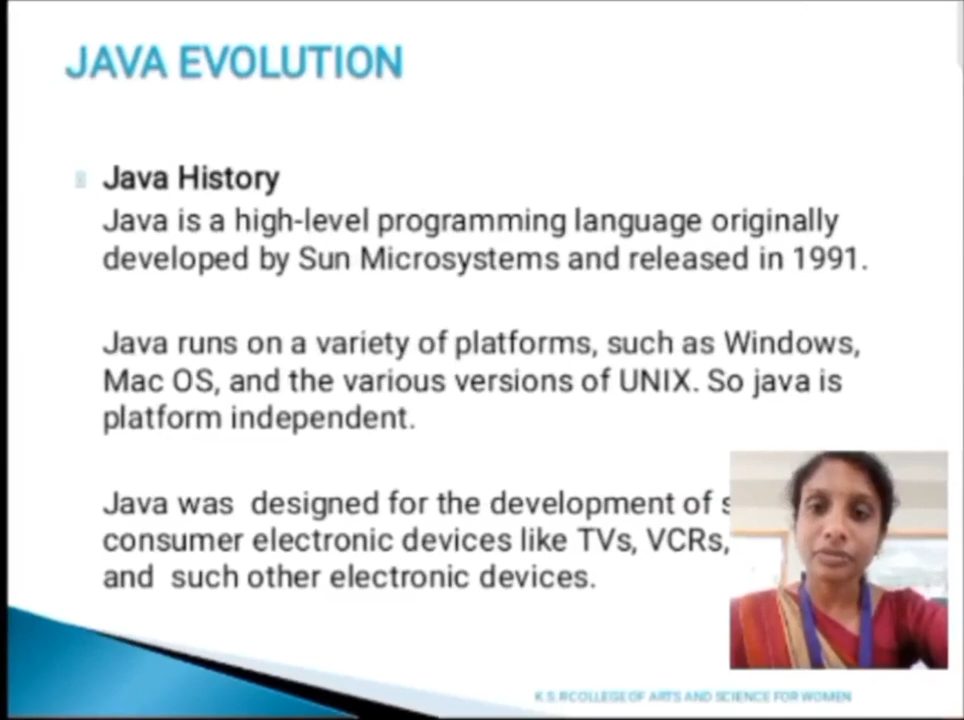 JAVA EVOLUTION
Java History
Java is a high-level programming language originally
developed by Sun Microsystems and released in 1991.
Java runs on a variety of platforms, such as Windows,
Mac OS, and the various versions of UNIX. So java is
platform independent.
Java was designed for the development of
consumer electronic devices like TVs, VCRs,
and such other electronic devices.
K S RCOLLEGE OF ARTS AND SCIENCE FOR WOMEN